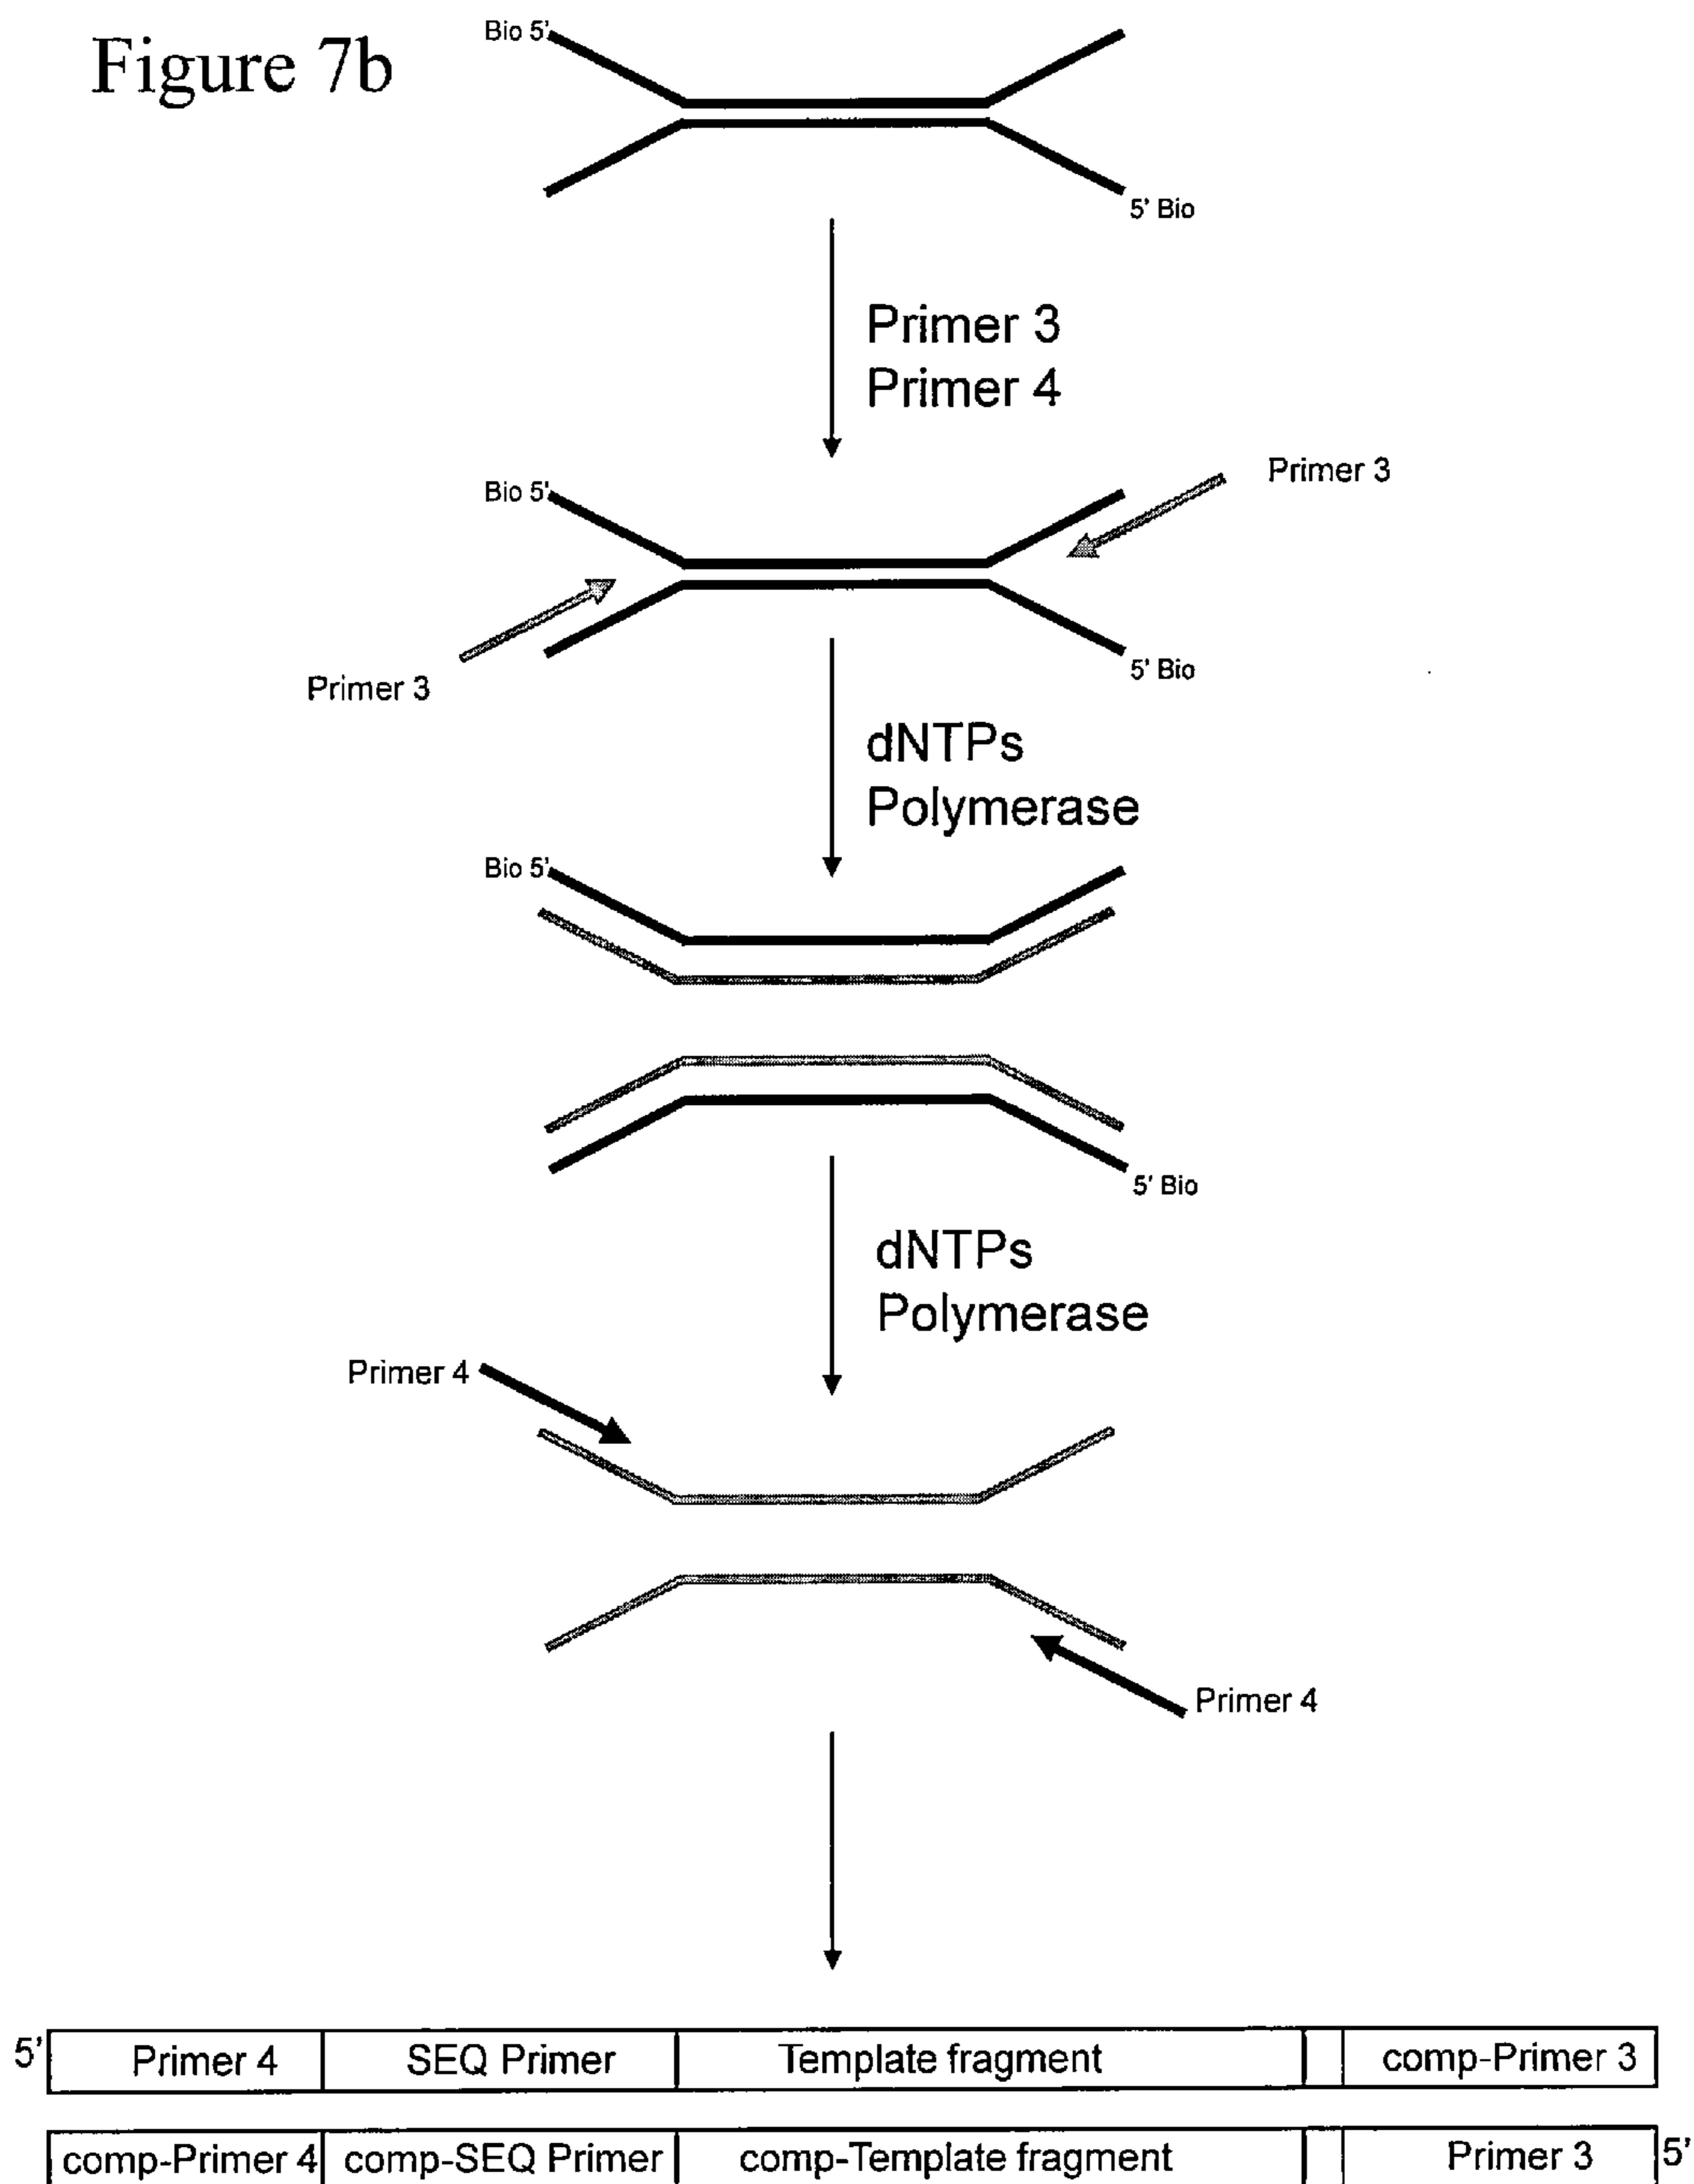 Figure 7b
Bio 5'
5' Bio
Primer 3
Primer 4
Bio 5'
Primer 3
Primer 3
5' Bio
dNTPs
Polymerase
Bio 5'
5' Bio
dNTPs
Polymerase
Primer 4
Primer 4
5' Primer 4 SEQ Primer Template fragment comp-Primer 3
comp-Primer 4 comp-SEQ Primer comp-Template fragment Primer 3 5'